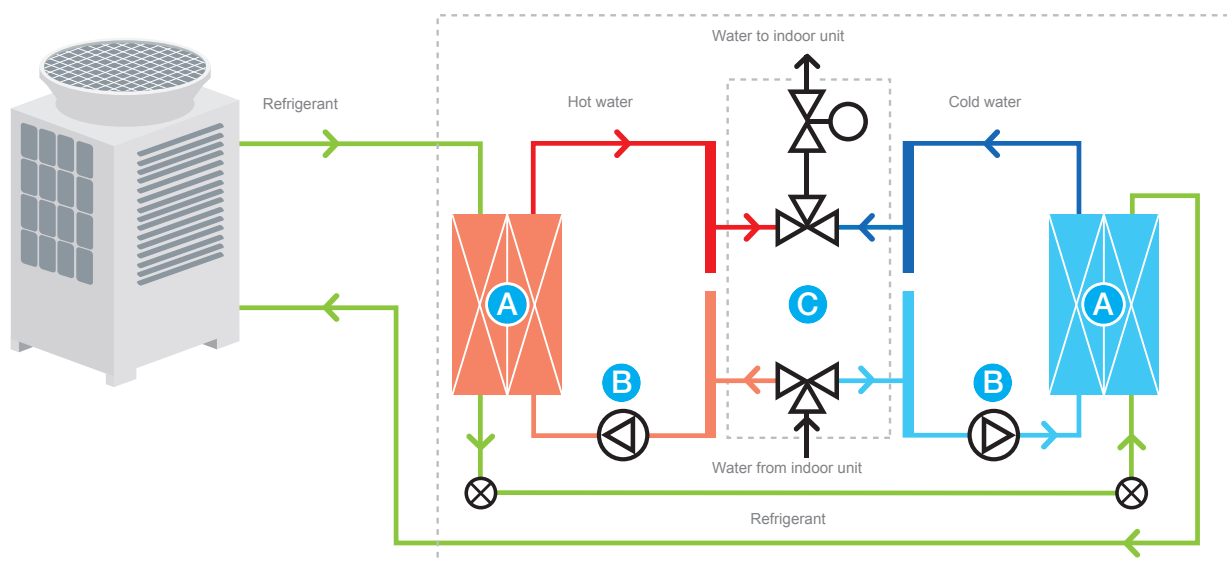 Water to indoor unit
Refrigerant
Hot water
Cold water
A
C
A
B
B
Water from indoor unit
Refrigerant